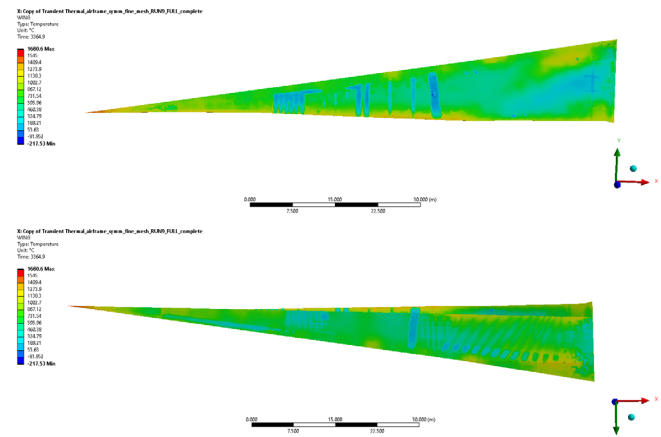 X: Copy of Transient Thermal_airframe_symm_fine_mesh_RUN9_FULL_complete
WING
Type: Temperature
Unit: °C
Time: 3364.9
1680.6 Max
1545
1409.4
1273.8
1138.3
1002.7
867.12
731.54
595.96
460.38
324.79
189.21
53.63
-81.952
-217.53 Min
Y
X
0.000 15.000 30.000 (m)
7.500 22.500
X: Copy of Transient Thermal_airframe_symm_fine_mesh_RUN9_FULL_complete
WING
Type: Temperature
Unit: °C
Time: 3364.9
1680.6 Max
1545
1409.4
1273.8
1138.3
1002.7
867.12
731.54
595.96
460.38
324.79
189.21
53.63
-81.952
-217.53 Min
X
0.000 15.000 30.000 (m)
7.500 22.500